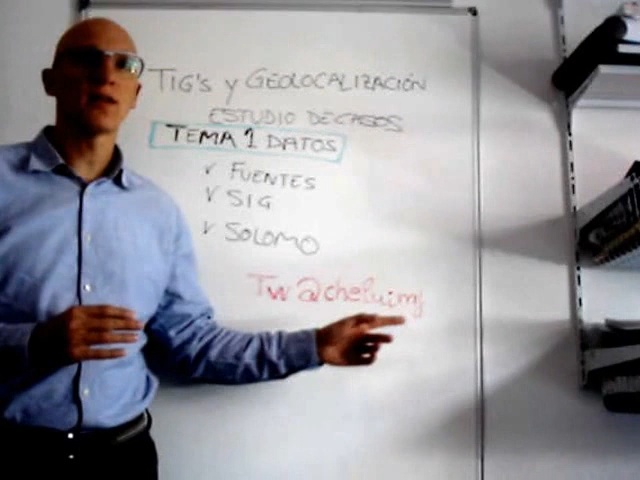 TIG'S y GEOLOCALIZACIÓN
ESTUDIO DE CASOS
TEMA 1 DATOS
✓ FUENTES
✓ SIG
✓ SOLOMO
Tw @cheluimj